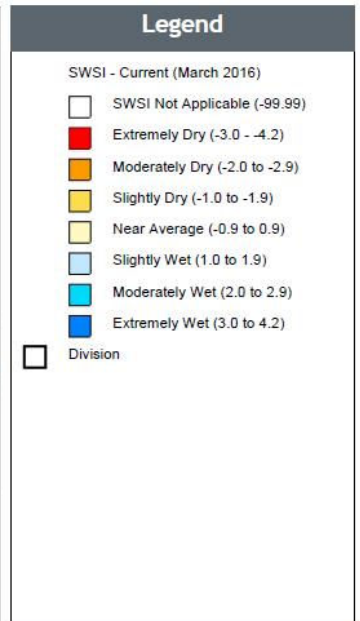 Legend
SWSI - Current (March 2016)
SWSI Not Applicable (-99.99)
Extremely Dry (-3.0 - -4.2)
Moderately Dry (-2.0 to -2.9)
Slightly Dry (-1.0 to -1.9)
Near Average (-0.9 to 0.9)
Slightly Wet (1.0 to 1.9)
Moderately Wet (2.0 to 2.9)
Extremely Wet (3.0 to 4.2)
Division